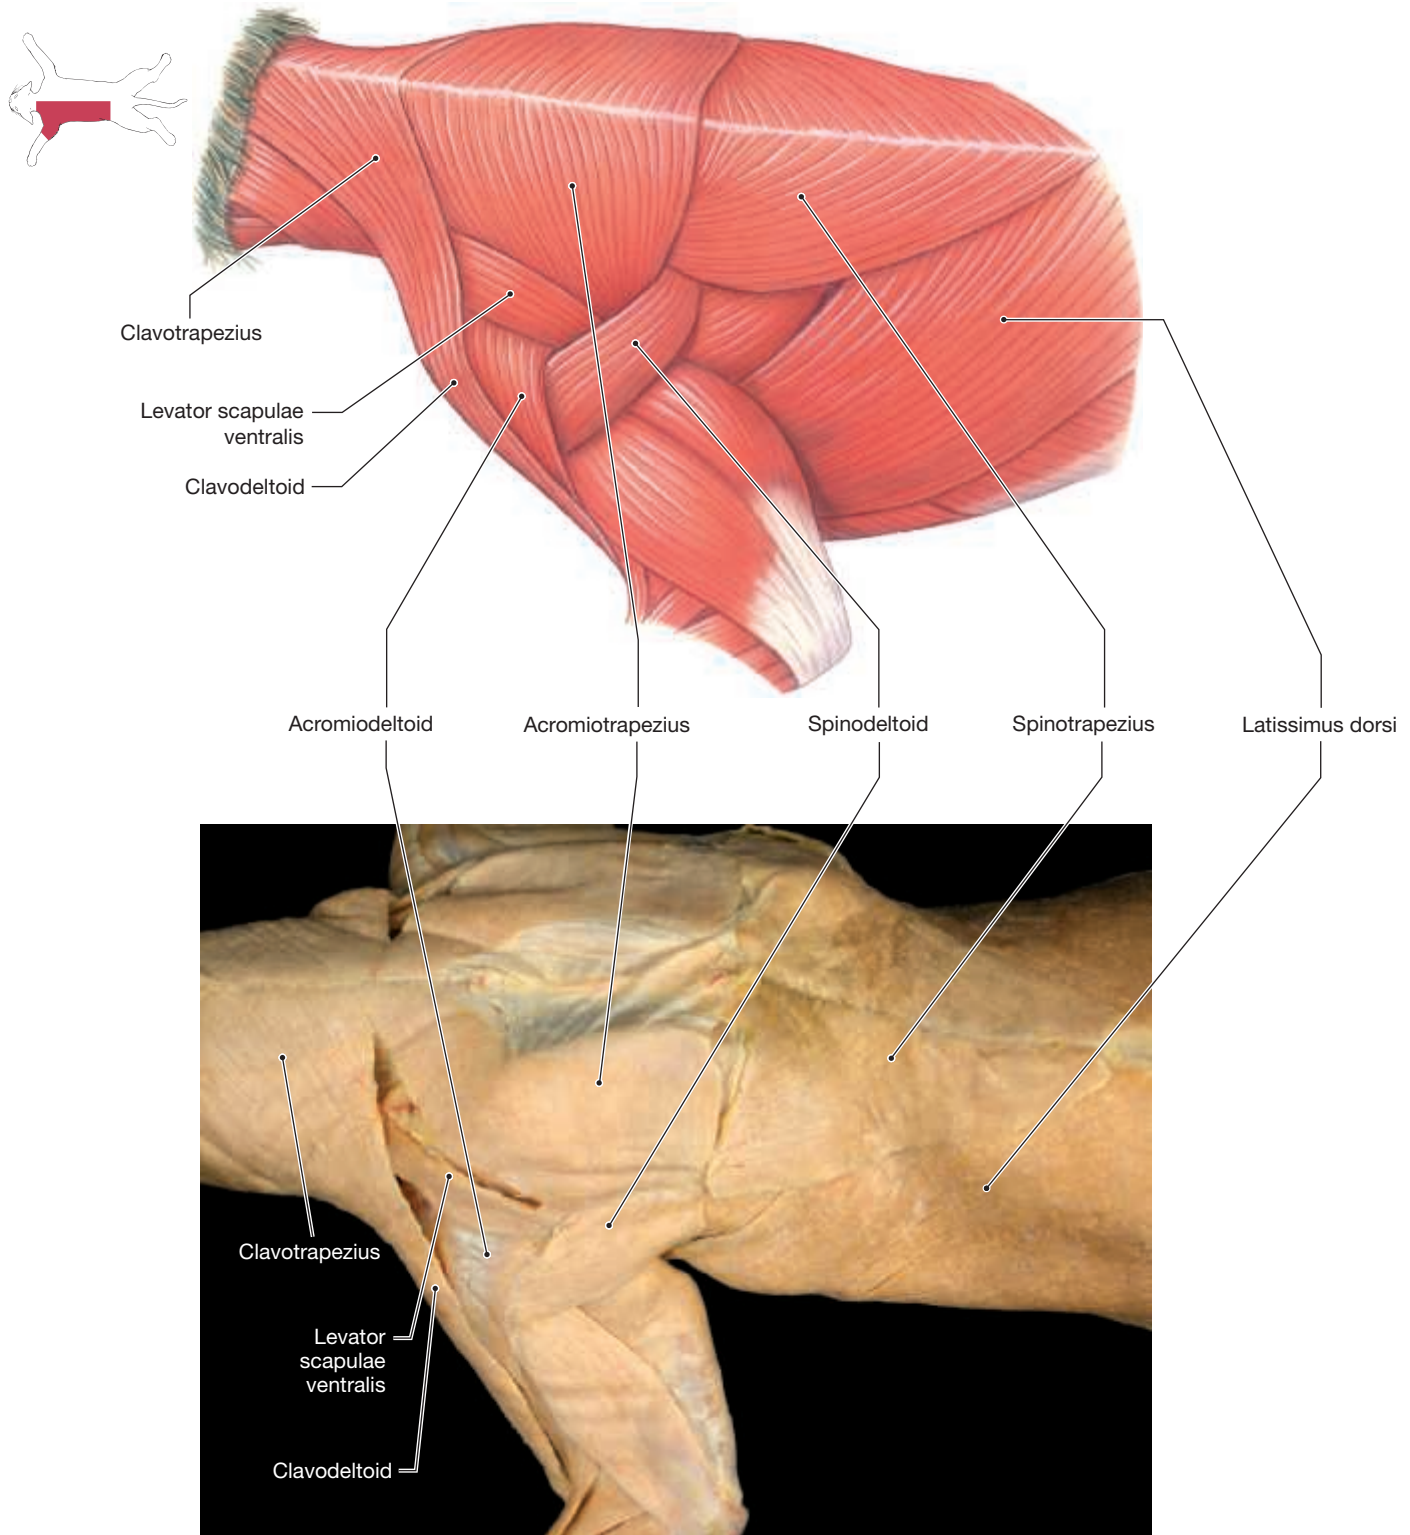 Clavotrapezius
Levator scapulae
ventralis
Clavodeltoid
Acromiodeltoid
Acromiotrapezius
Spinodeltoid
Spinotrapezius
Latissimus dorsi
Clavotrapezius
Levator
scapulae
ventralis
Clavodeltoid